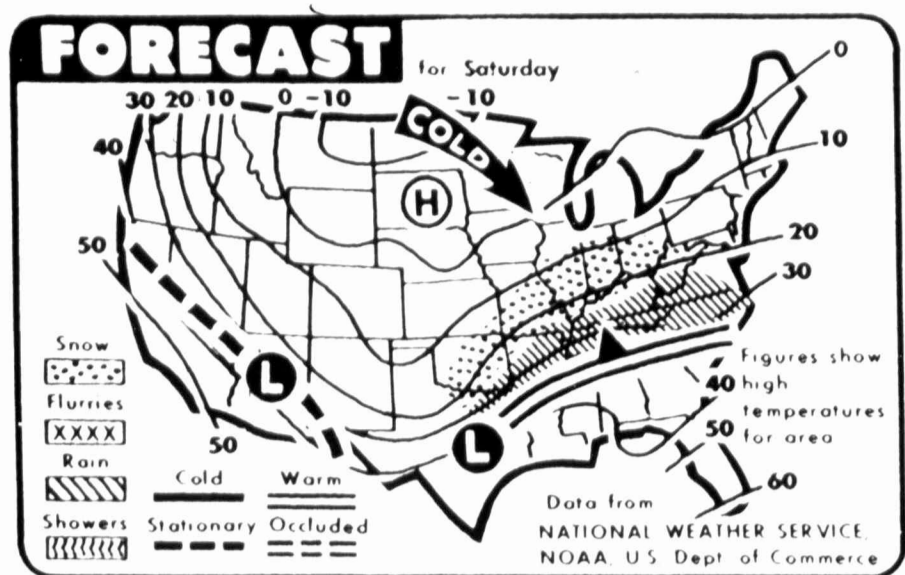 FORECAST
for Saturday
30 20 10 0 -10 -10 0
COLD
40
10
H
50
20
30
Snow
L
Figures show
40 high
Flurries
temperatures
50 for area
XXXX
50
L
Rain
Cold Warm
60
Data from
Showers Stationary Occluded
NATIONAL WEATHER SERVICE,
NOAA, U.S. Dept of Commerce